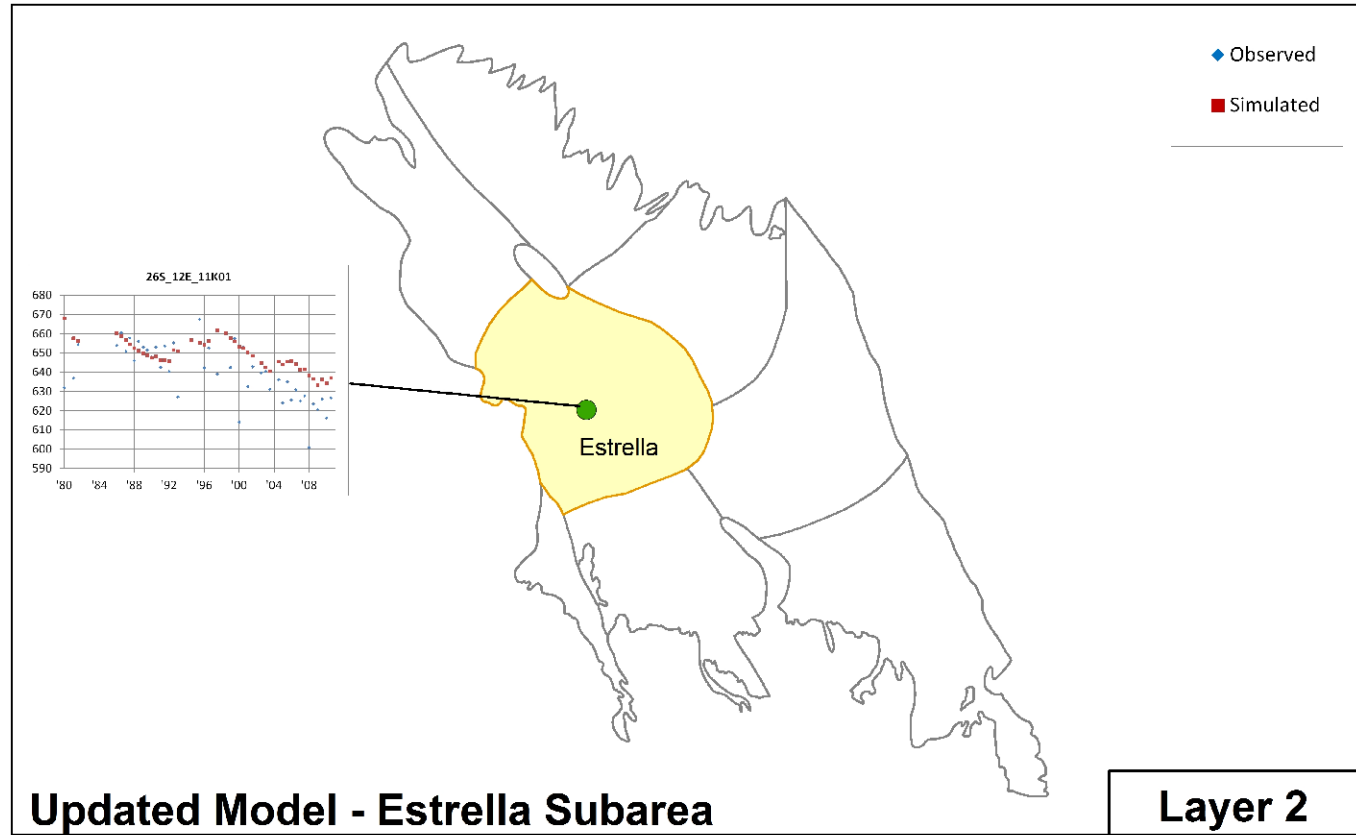 Observed
Simulated
26S_12E_11K01
680
670
660
650
640
630
620
610
600
590
'80 '84 '88 '92 '96 '00 '04 '08
Estrella
Updated Model - Estrella Subarea
Layer 2